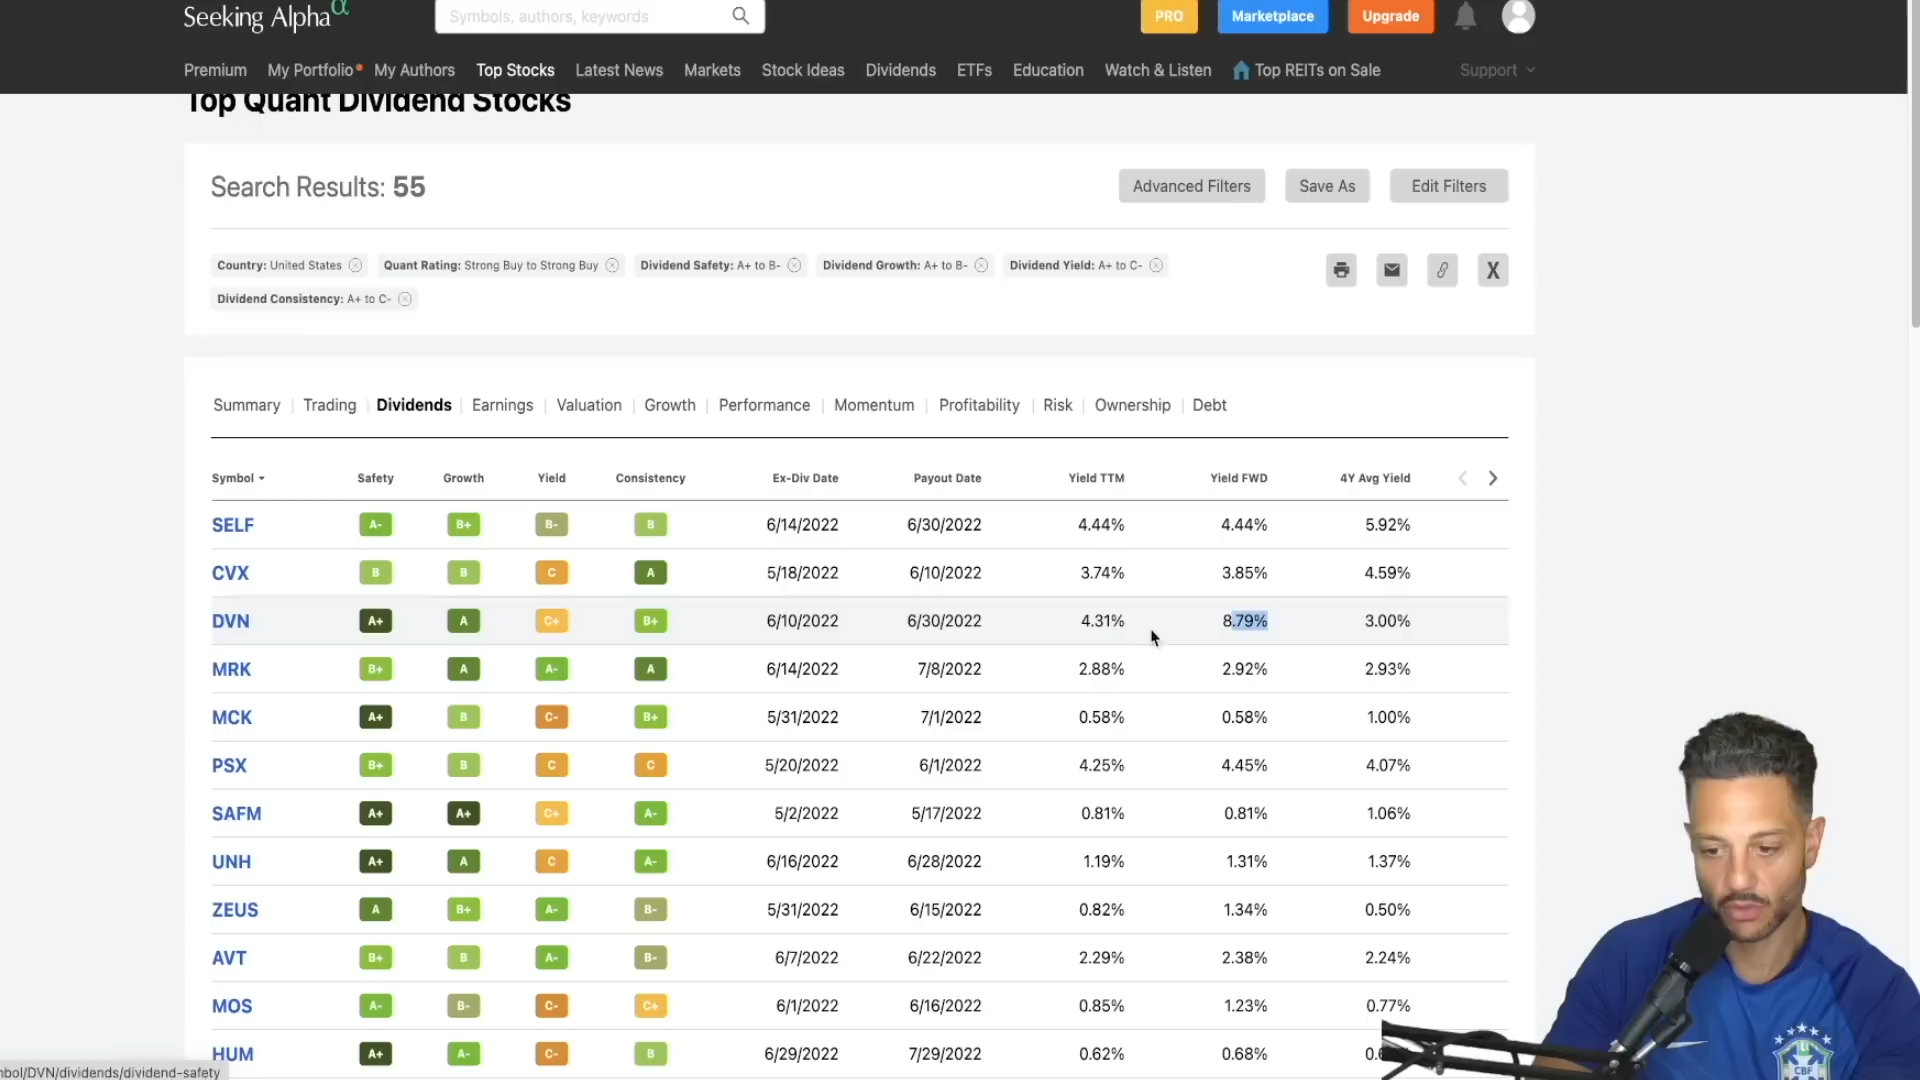 Seeking Alpha α
Symbols, authors, keywords
PRO
Marketplace
Upgrade
Premium My Portfolio My Authors Top Stocks Latest News Markets Stock Ideas Dividends ETFs Education Watch & Listen Top REITs on Sale Support
Top Quant Dividend Stocks
Search Results: 55
Advanced Filters Save As Edit Filters
Country: United States Quant Rating: Strong Buy to Strong Buy Dividend Safety: A+ to B- Dividend Growth: A+ to B- Dividend Yield: A+ to C-
Dividend Consistency: A+ to C-
X
Summary | Trading | Dividends | Earnings | Valuation | Growth | Performance | Momentum | Profitability | Risk | Ownership | Debt
Symbol Safety Growth Yield Consistency Ex-Div Date Payout Date Yield TTM Yield FWD 4Y Avg Yield
SELF A- B+ B- B 6/14/2022 6/30/2022 4.44% 4.44% 5.92%
CVX B B C A 5/18/2022 6/10/2022 3.74% 3.85% 4.59%
DVN A+ A C+ B+ 6/10/2022 6/30/2022 4.31% 8.79% 3.00%
MRK B+ A A- A 6/14/2022 7/8/2022 2.88% 2.92% 2.93%
MCK A+ B C- B+ 5/31/2022 7/1/2022 0.58% 0.58% 1.00%
PSX B+ B C C 5/20/2022 6/1/2022 4.25% 4.45% 4.07%
SAFM A+ A+ C+ A- 5/2/2022 5/17/2022 0.81% 0.81% 1.06%
UNH A+ A C A- 6/16/2022 6/28/2022 1.19% 1.31% 1.37%
ZEUS A B+ A- B- 5/31/2022 6/15/2022 0.82% 1.34% 0.50%
AVT B+ B A- B- 6/7/2022 6/22/2022 2.29% 2.38% 2.24%
MOS A- B- C- C+ 6/1/2022 6/16/2022 0.85% 1.23% 0.77%
HUM A+ A- C- B 6/29/2022 7/29/2022 0.62% 0.68%
bol/DVN/dividends/dividend-safety
CBF